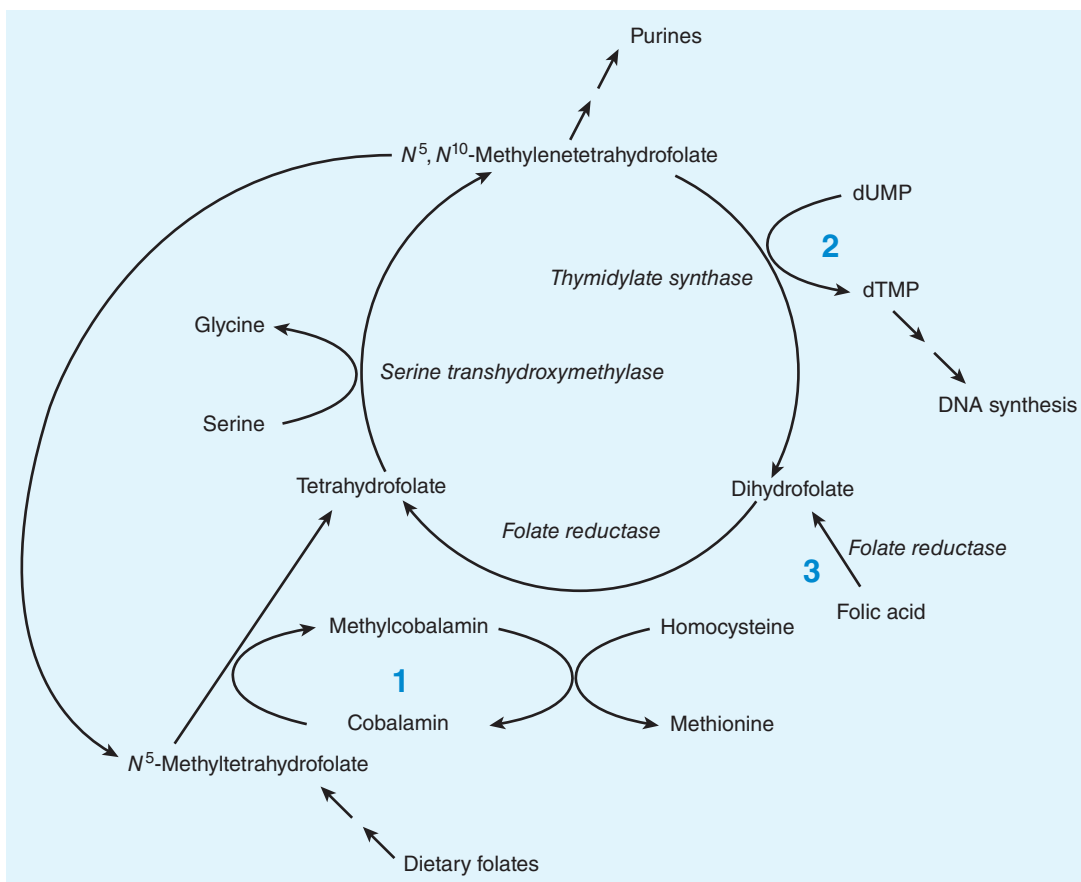 Purines
N⁵, N¹⁰-Methylenetetrahydrofolate
dUMP
2
Thymidylate synthase
dTMP
Glycine
Serine transhydroxymethylase
DNA synthesis
Serine
Tetrahydrofolate
Dihydrofolate
Folate reductase
Folate reductase
3
Folic acid
Methylcobalamin
Homocysteine
1
Cobalamin
Methionine
N⁵-Methyltetrahydrofolate
Dietary folates